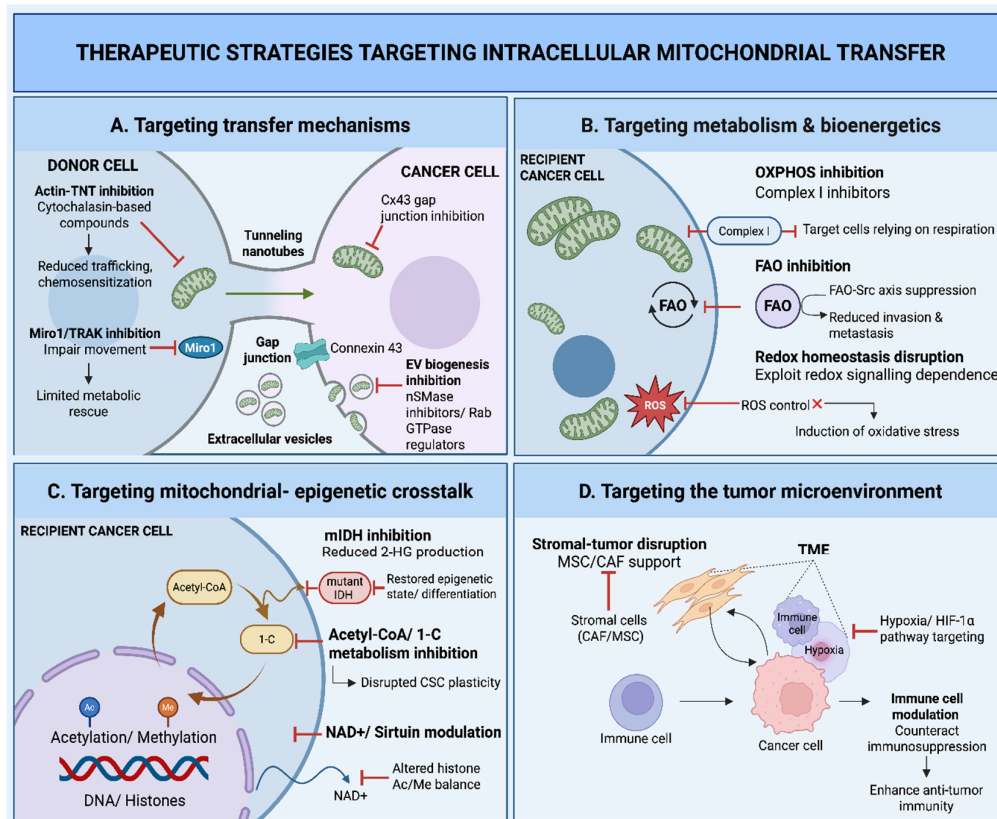 THERAPEUTIC STRATEGIES TARGETING INTRACELLULAR MITOCHONDRIAL TRANSFER
A. Targeting transfer mechanisms
DONOR CELL
Actin-TNT inhibition
Cytochalasin-based
compounds
Reduced trafficking,
chemosensitization
Miro1/TRAK inhibition
Impair movement
Miro1
Limited metabolic
rescue
Tunneling
nanotubes
CANCER CELL
Cx43 gap
junction inhibition
Gap
junction
Connexin 43
EV biogenesis
inhibition
nSMase
inhibitors/ Rab
GTPase
regulators
Extracellular vesicles
B. Targeting metabolism & bioenergetics
RECIPIENT
CANCER CELL
OXPHOS inhibition
Complex I inhibitors
Complex I
Target cells relying on respiration
FAO inhibition
FAO
FAO
FAO-Src axis suppression
Reduced invasion &
metastasis
Redox homeostasis disruption
Exploit redox signalling dependence
ROS
ROS control
Induction of oxidative stress
C. Targeting mitochondrial- epigenetic crosstalk
RECIPIENT CANCER CELL
mIDH inhibition
Reduced 2-HG production
Acetyl-CoA
mutant
IDH
Restored epigenetic
state/ differentiation
1-C
Acetyl-CoA/ 1-C
metabolism inhibition
Disrupted CSC plasticity
Ac
Me
Acetylation/ Methylation
NAD+/ Sirtuin modulation
DNA/ Histones
NAD+
Altered histone
Ac/Me balance
D. Targeting the tumor microenvironment
Stromal-tumor disruption
MSC/CAF support
Stromal cells
(CAF/MSC)
TME
Immune
cell
Hypoxia
Hypoxia/ HIF-1α
pathway targeting
Immune cell
Cancer cell
Immune cell
modulation
Counteract
immunosuppression
Enhance anti-tumor
immunity